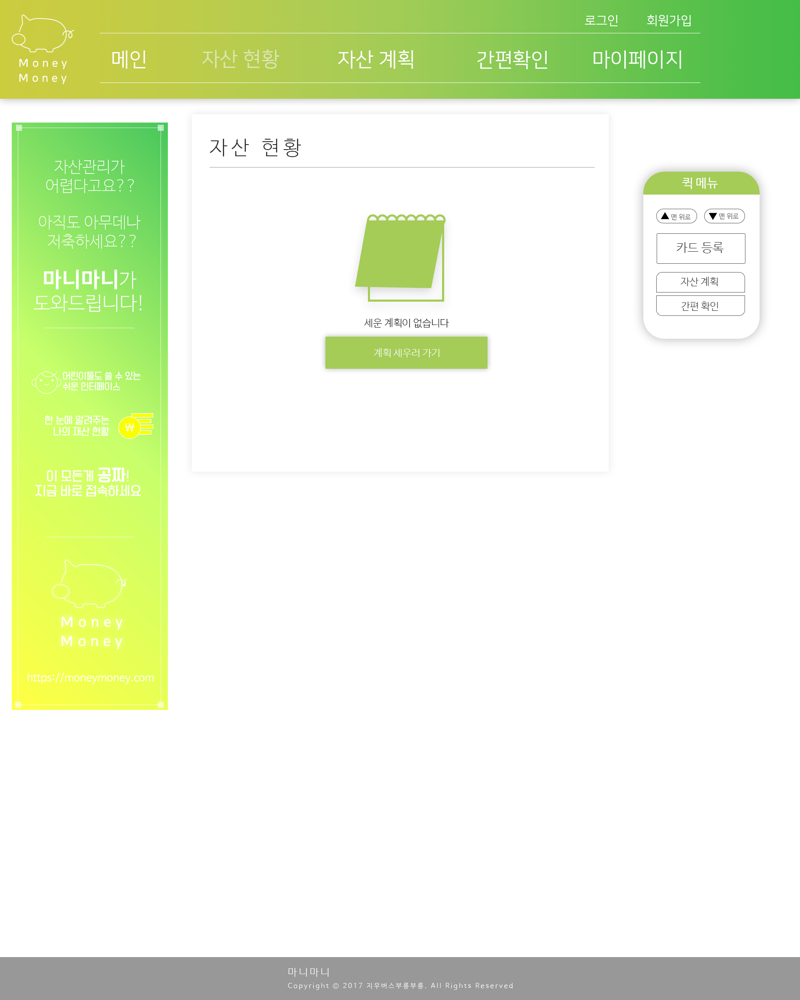 로그인 회원가입
Money
Money
메인 자산 현황 자산 계획 간편확인 마이페이지
자산관리가
어렵다고요??
아직도 아무데나
저축하세요??
마니마니가
도와드립니다!
어린이들도 쓸 수 있는
쉬운 인터페이스
한 눈에 알려주는
나의 재산 현황
₩
이 모든게 공짜!
지금 바로 접속하세요
Money
Money
https://moneymoney.com
자산 현황
세운 계획이 없습니다
계획 세우러 가기
퀵 메뉴
▲ 맨 위로 ▼ 맨 위로
카드 등록
자산 계획
간편 확인
마니마니
Copyright © 2017 지우버스부릉부릉. All Rights Reserved